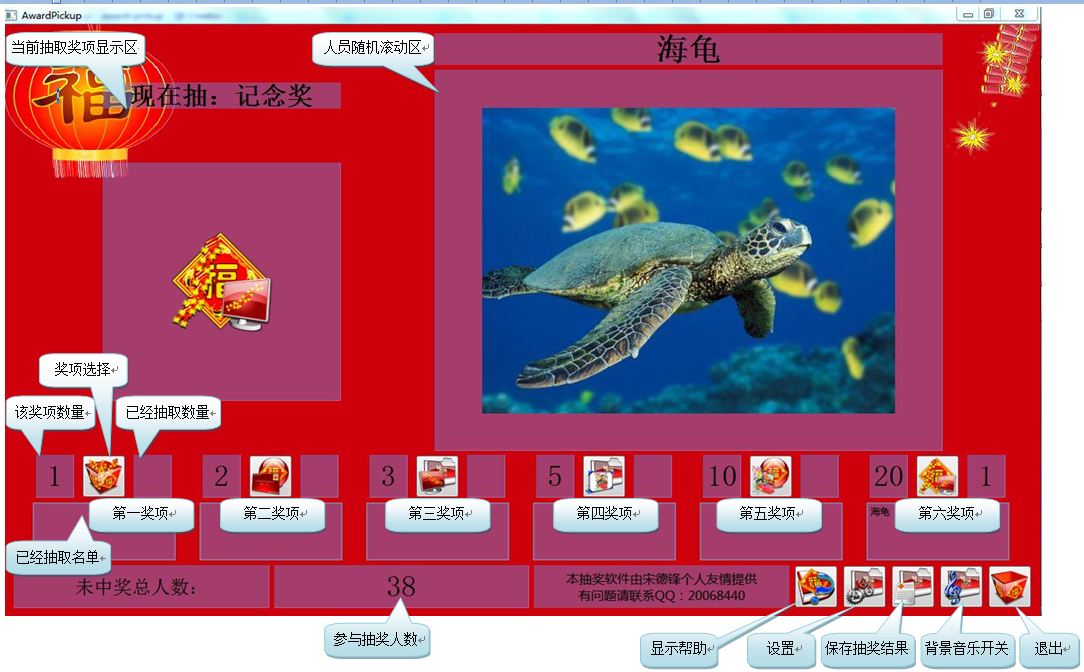 AwardPickup
当前抽取奖项显示区
人员随机滚动区
海龟
福
现在抽：记念奖
福
奖项选择
该奖项数量
已经抽取数量
1
2
3
5
10
20
1
第一奖项
第二奖项
第三奖项
第四奖项
第五奖项
海龟
第六奖项
已经抽取名单
未中奖总人数：
38
本抽奖软件由宋德锋个人友情提供
有问题请联系QQ：20068440
参与抽奖人数
显示帮助
设置
保存抽奖结果
背景音乐开关
退出